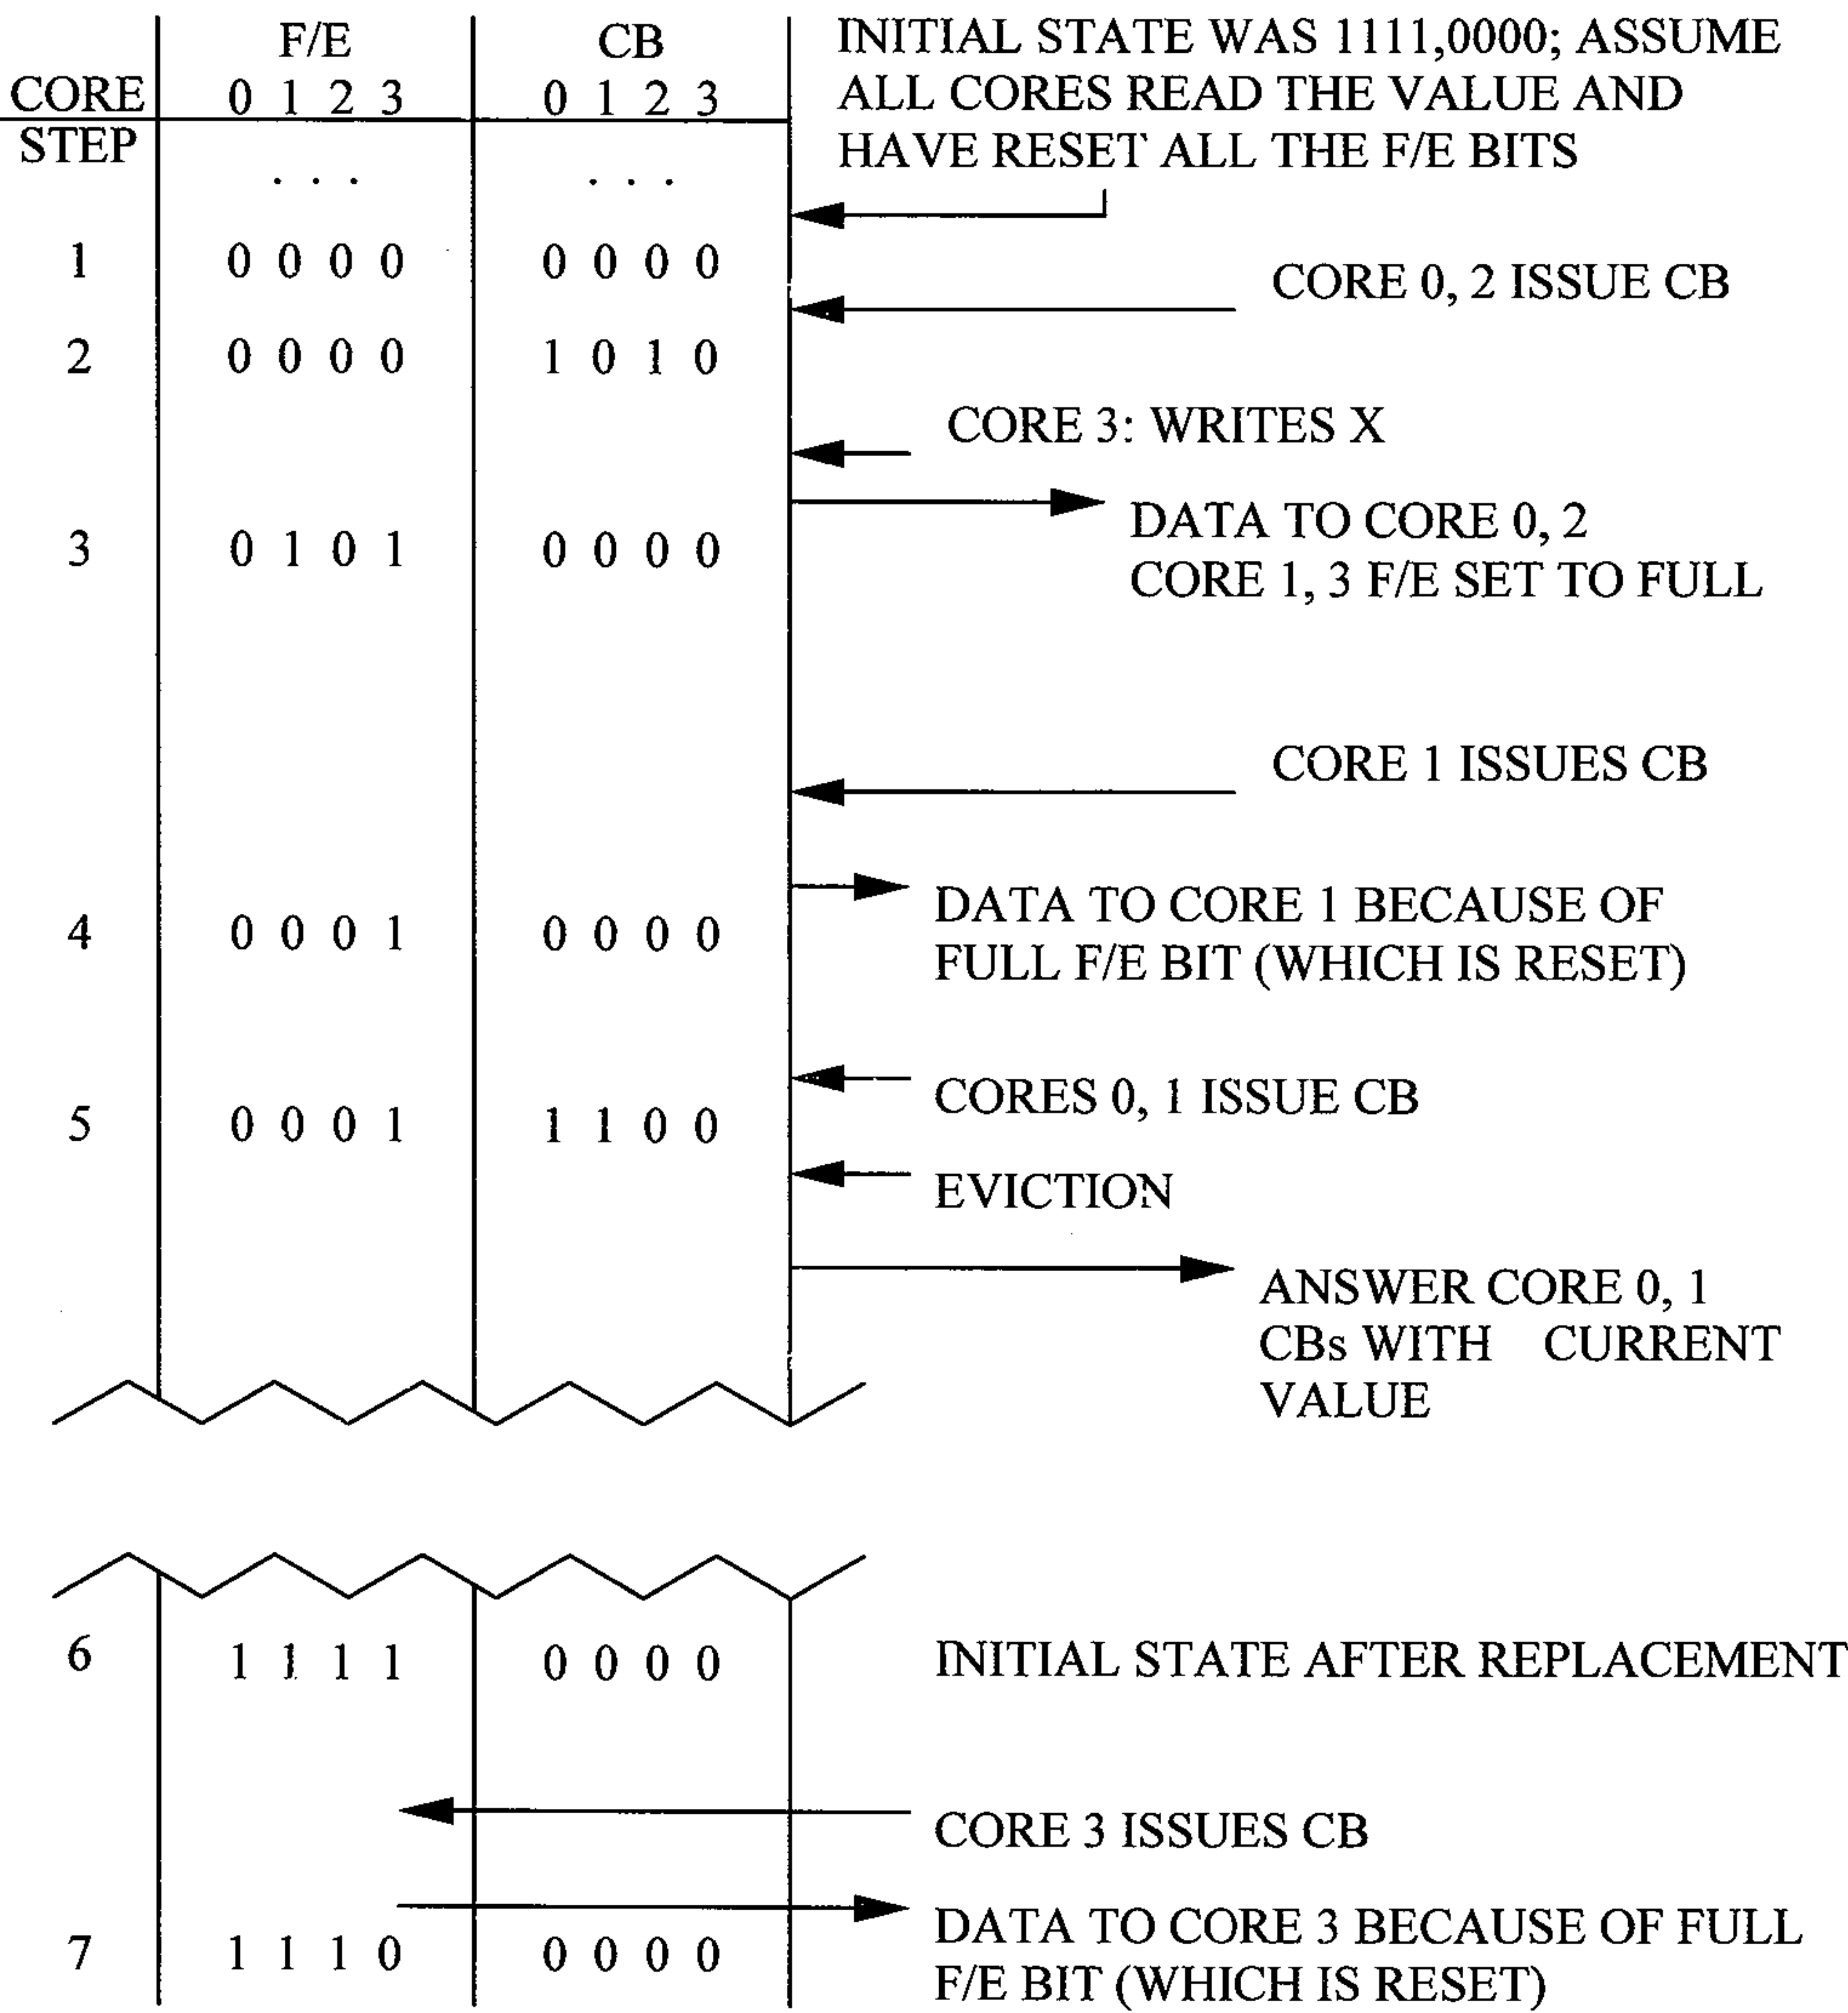 F/E CB INITIAL STATE WAS 1111,0000; ASSUME
CORE 0 1 2 3 0 1 2 3 ALL CORES READ THE VALUE AND
STEP HAVE RESET ALL THE F/E BITS
. . . . . .
1 0 0 0 0 0 0 0 0
CORE 0, 2 ISSUE CB
2 0 0 0 0 1 0 1 0
CORE 3: WRITES X
DATA TO CORE 0, 2
3 0 1 0 1 0 0 0 0
CORE 1, 3 F/E SET TO FULL
CORE 1 ISSUES CB
DATA TO CORE 1 BECAUSE OF
4 0 0 0 1 0 0 0 0
FULL F/E BIT (WHICH IS RESET)
CORES 0, 1 ISSUE CB
5 0 0 0 1 1 1 0 0
EVICTION
ANSWER CORE 0, 1
CBs WITH CURRENT
VALUE
6 1 1 1 1 0 0 0 0 INITIAL STATE AFTER REPLACEMENT
CORE 3 ISSUES CB
DATA TO CORE 3 BECAUSE OF FULL
7 1 1 1 0 0 0 0 0
F/E BIT (WHICH IS RESET)